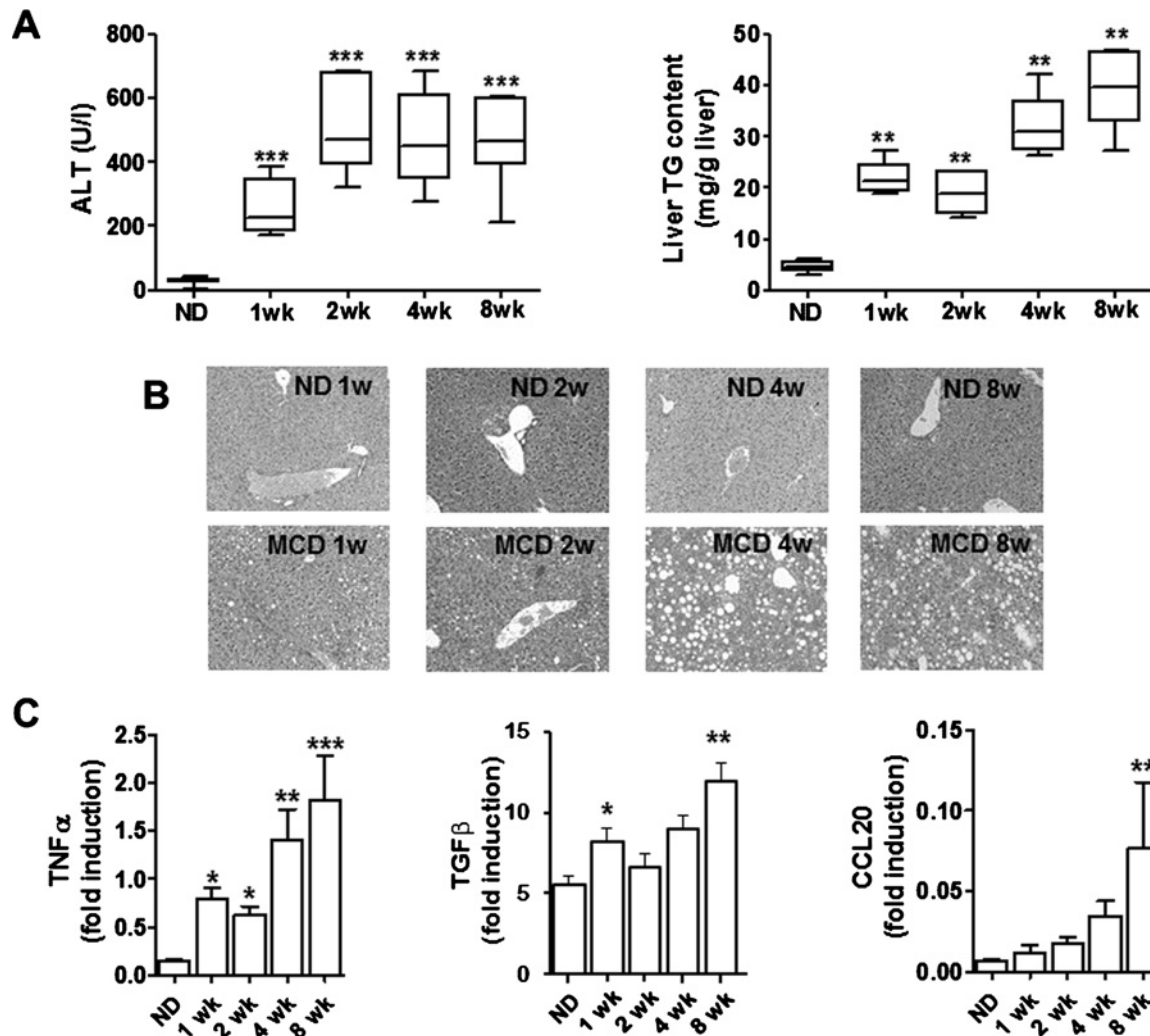 A
ALT (U/l)
800
600
400
200
0
***
***
***
***
ND
1wk
2wk
4wk
8wk
Liver TG content
(mg/g liver)
50
40
30
20
10
0
**
**
**
**
ND
1wk
2wk
4wk
8wk
B
ND 1w
ND 2w
ND 4w
ND 8w
MCD 1w
MCD 2w
MCD 4w
MCD 8w
C
TNFα
(fold induction)
2.5
2.0
1.5
1.0
0.5
0.0
*
*
**
***
ND
1 wk
2 wk
4 wk
8 wk
TGFβ
(fold induction)
15
10
5
0
*
**
ND
1 wk
2 wk
4 wk
8 wk
CCL20
(fold induction)
0.15
0.10
0.05
0.00
**
ND
1 wk
2 wk
4 wk
8 wk